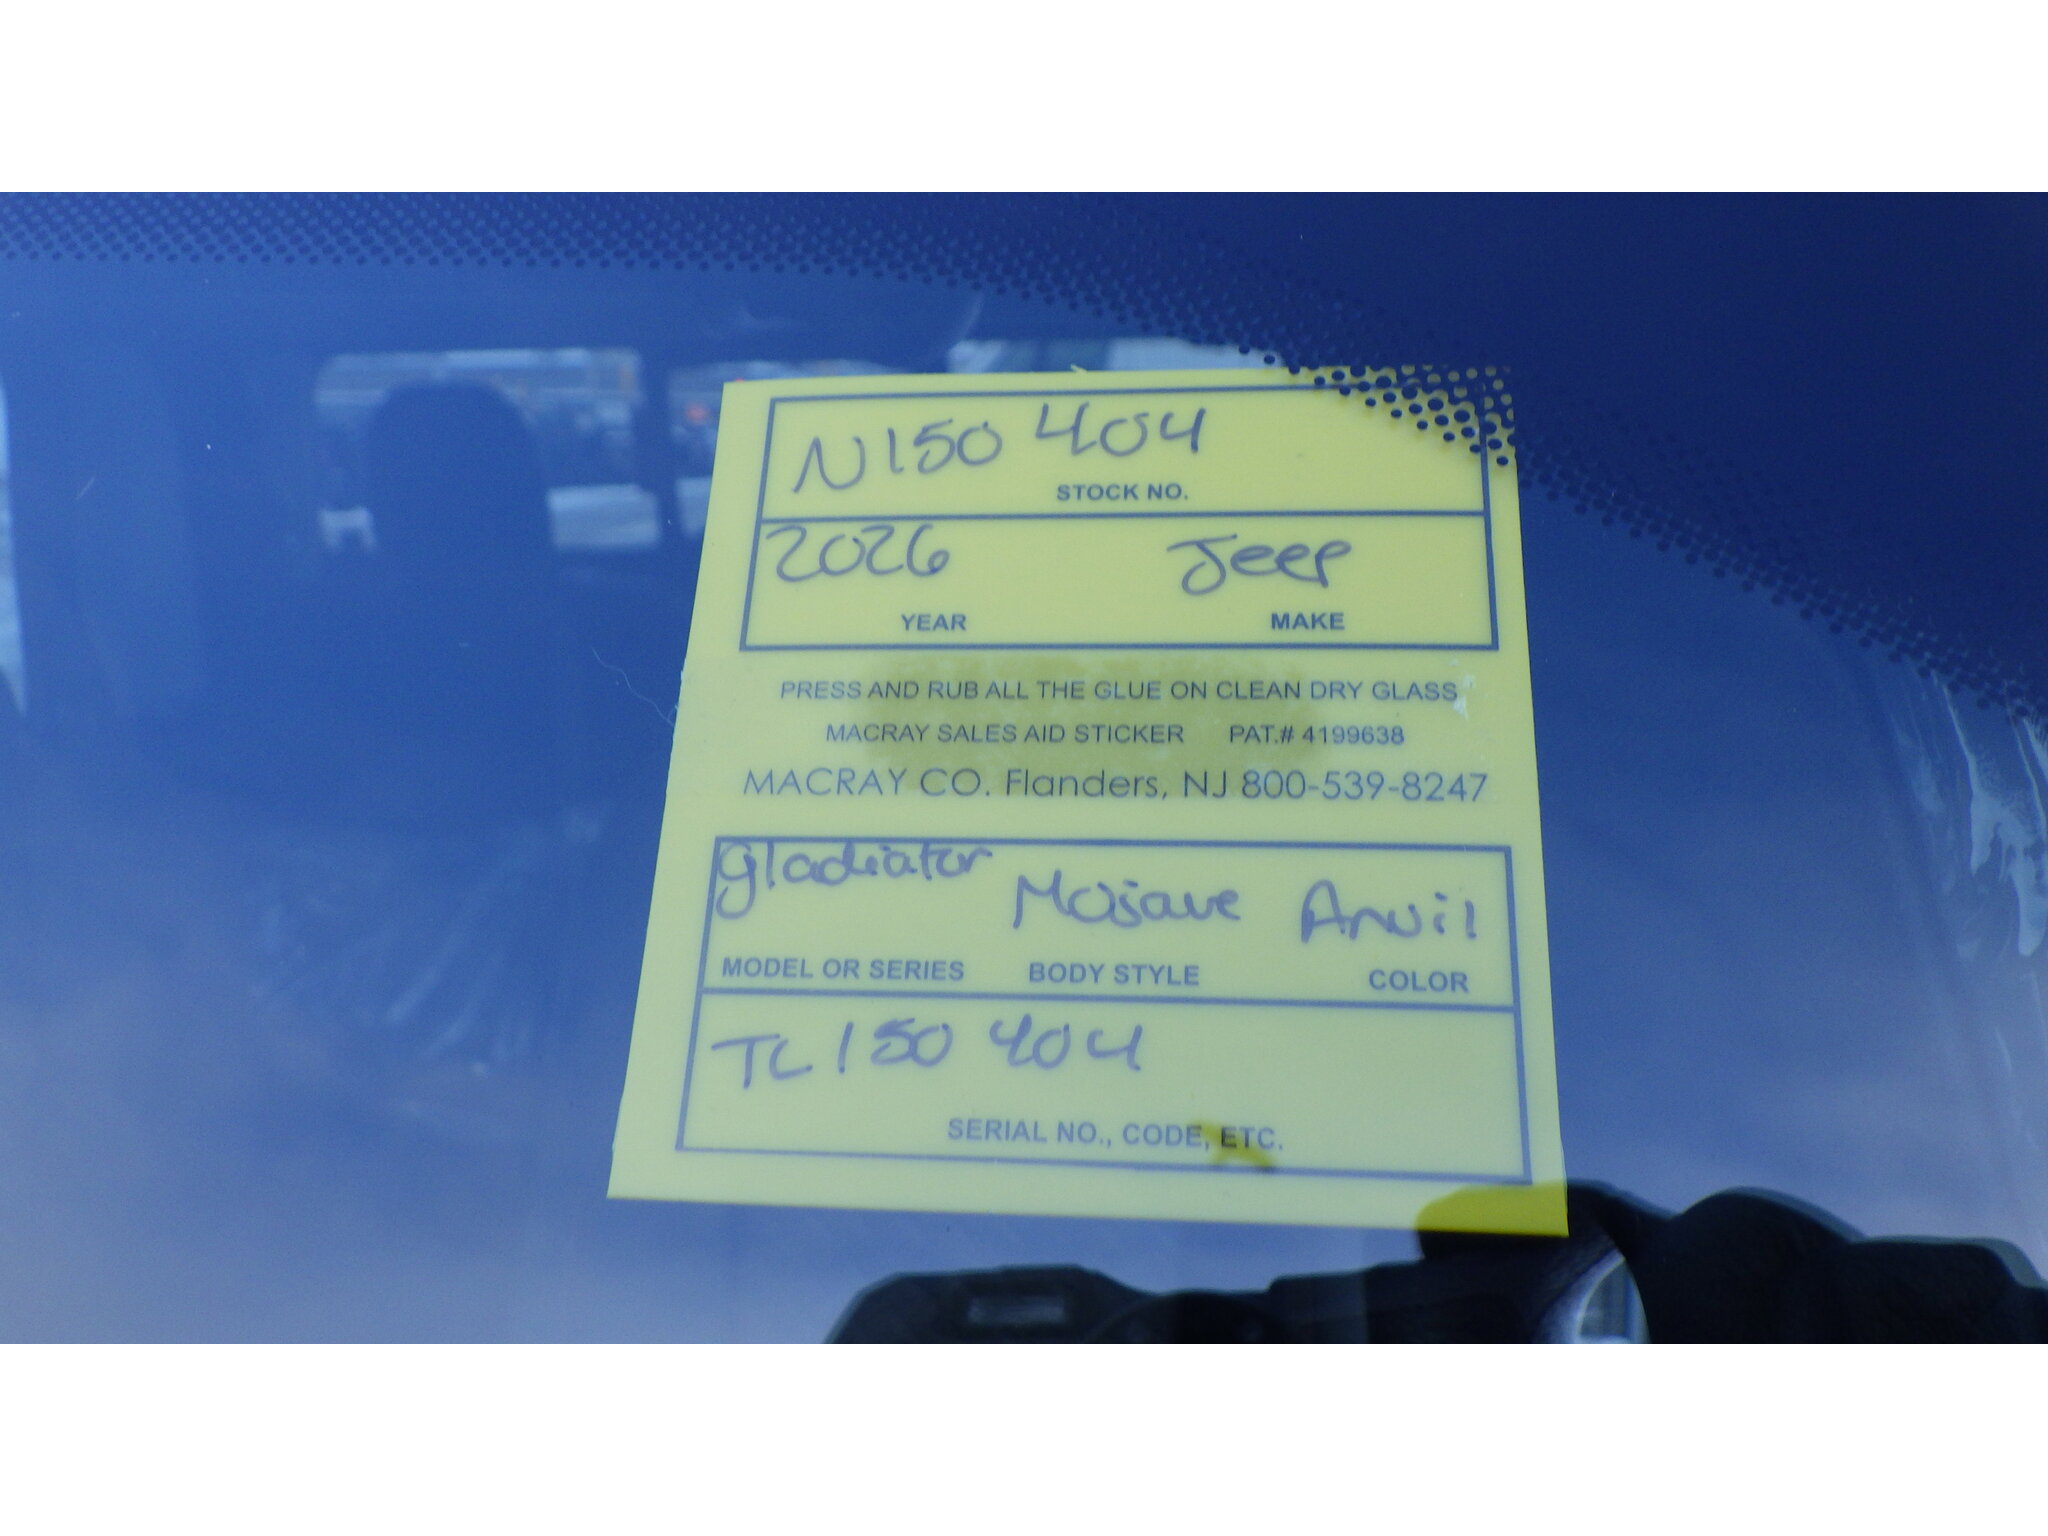 N150404
STOCK NO.
2026 Jeep
YEAR MAKE
PRESS AND RUB ALL THE GLUE ON CLEAN DRY GLASS
MACRAY SALES AID STICKER PAT.# 4199638
MACRAY CO. Flanders, NJ 800-539-8247
gladiator Mojave Anvil
MODEL OR SERIES BODY STYLE COLOR
TL150404
SERIAL NO., CODE, ETC.